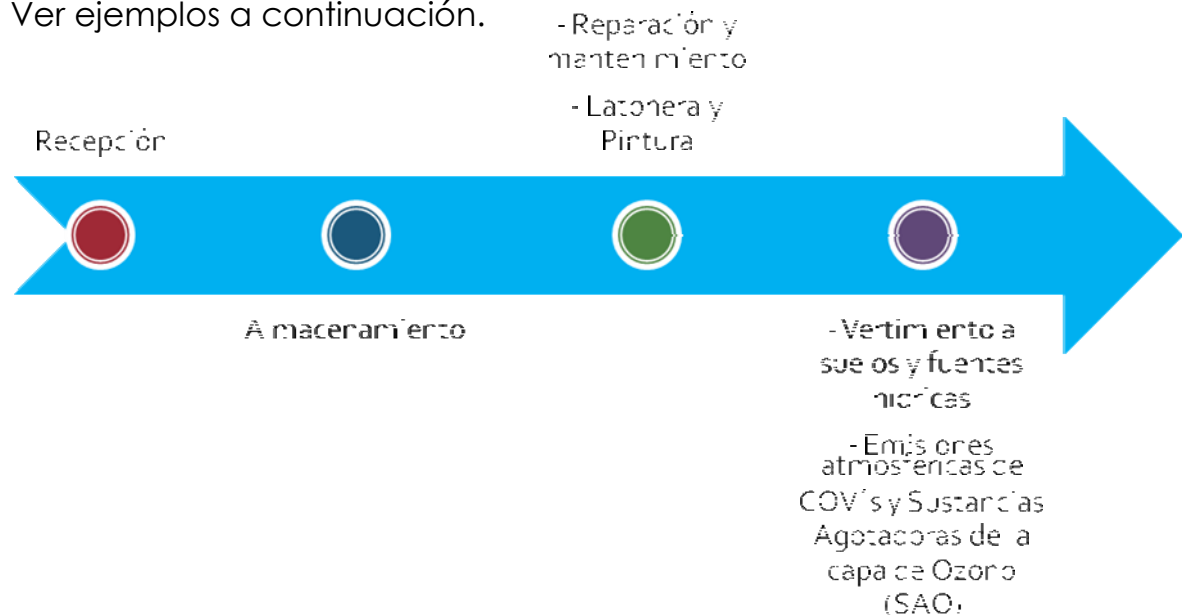 Ver ejemplos a continuación.
- Reparación y
mantenimiento
- Latonera y
Pintura
Recepción
Almacenamiento
- Vertimiento a
suelos y fuentes
hídricas
- Emisiones
atmosféricas de
COV´s y Sustancias
Agotadoras de la
capa de Ozono
(SAO)